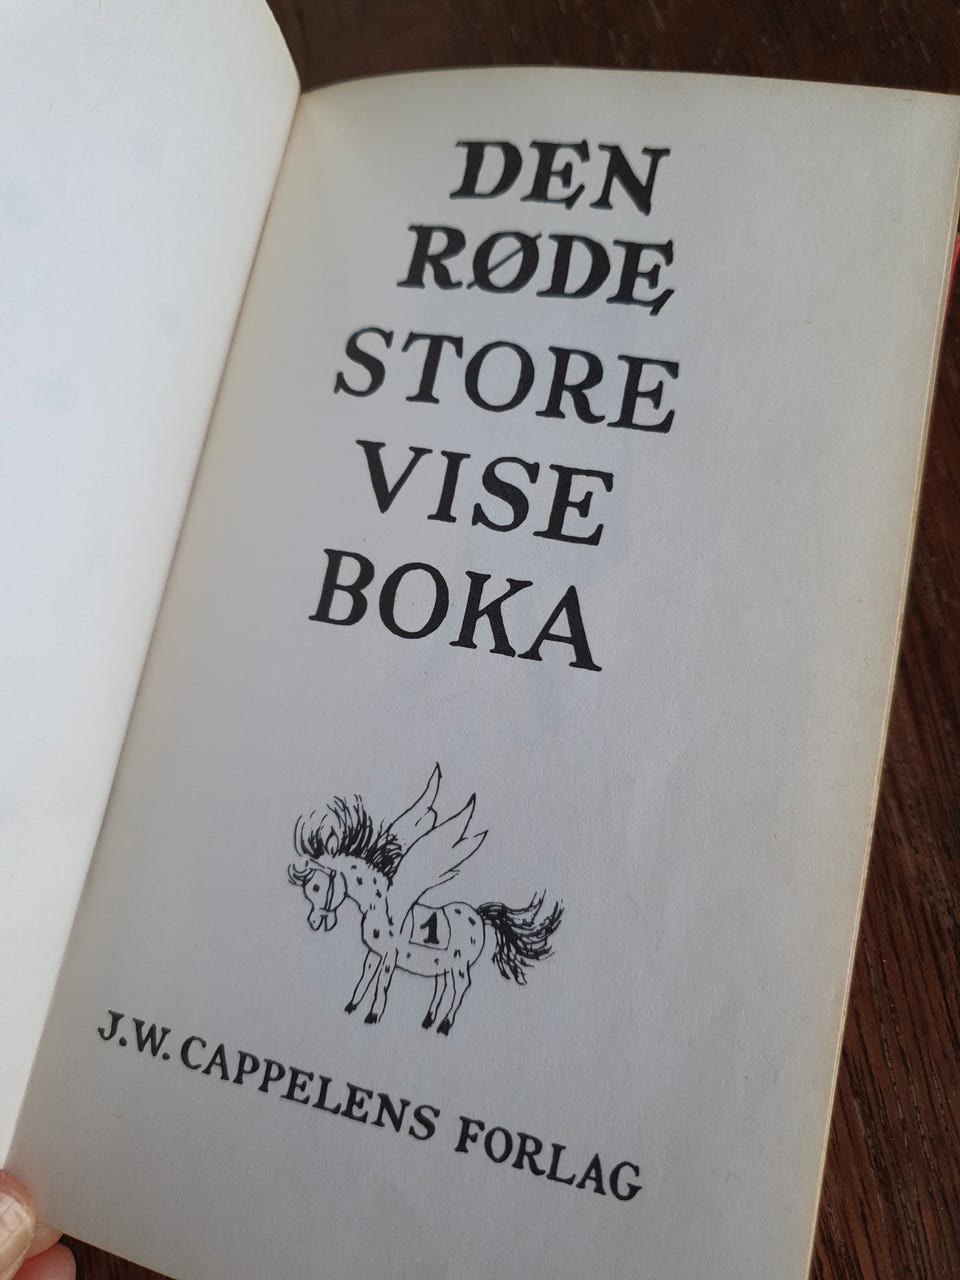 DEN
RØDE
STORE
VISE
BOKA
1
J.W. CAPPELENS FORLAG